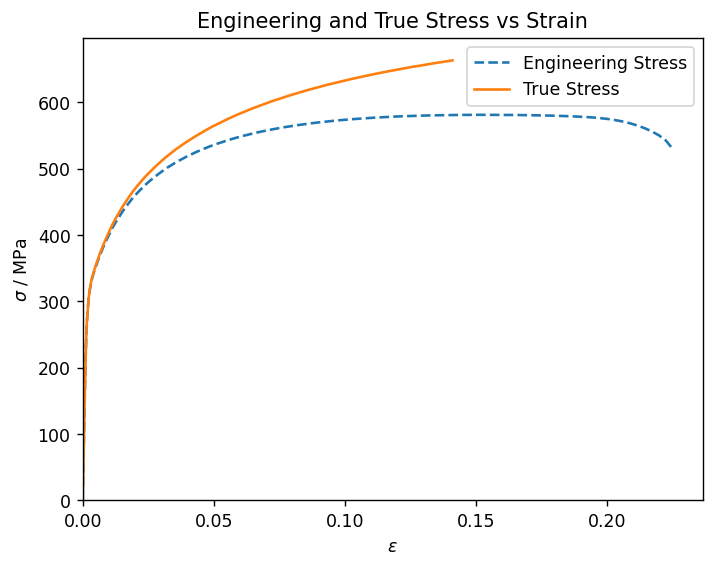 Engineering and True Stress vs Strain
Engineering Stress
True Stress
σ / MPa
600
500
400
300
200
100
0
0.00 0.05 0.10 0.15 0.20
ε